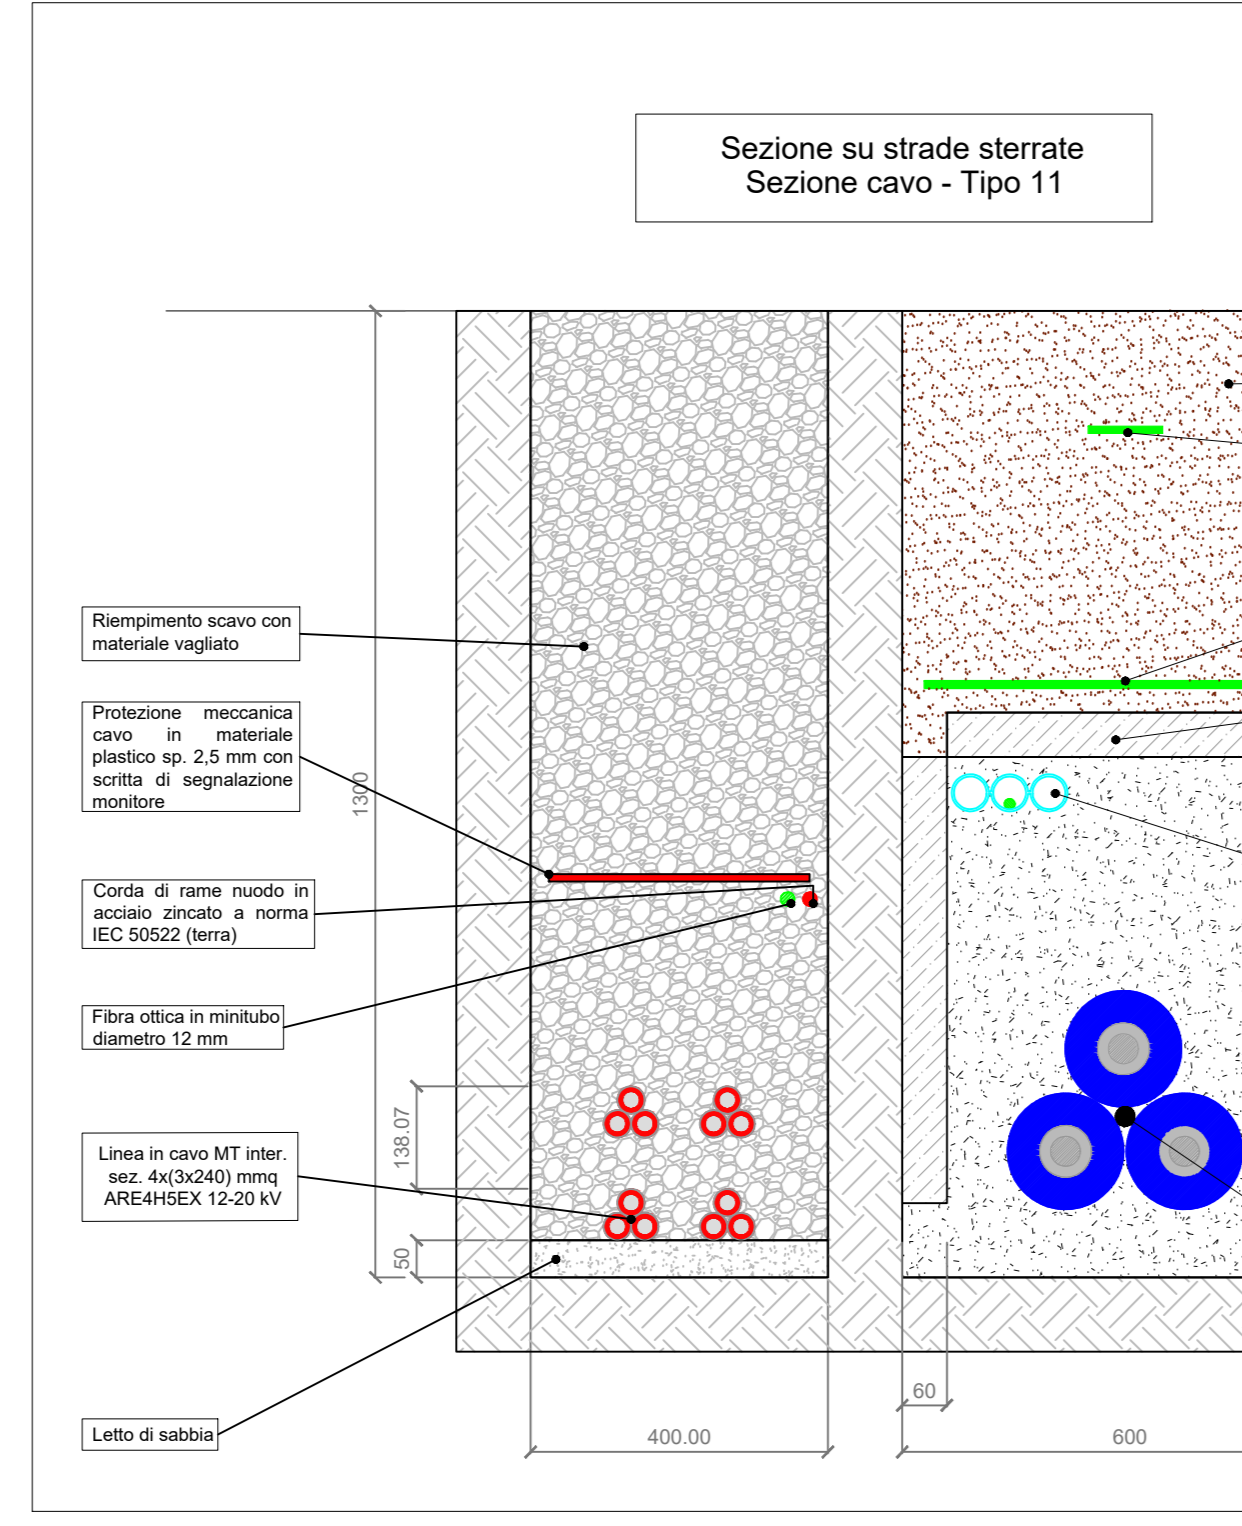 Sezione su strade sterrate
Sezione cavo - Tipo 11
Riempimento scavo con
materiale vagliato
Protezione meccanica
cavo in materiale
plastico sp. 2,5 mm con
scritta di segnalazione
monitore
1300
Corda di rame nuodo in
acciaio zincato a norma
IEC 50522 (terra)
Fibra ottica in minitubo
diametro 12 mm
138.07
Linea in cavo MT inter.
sez. 4x(3x240) mmq
ARE4H5EX 12-20 kV
50
60
Letto di sabbia
400.00
600